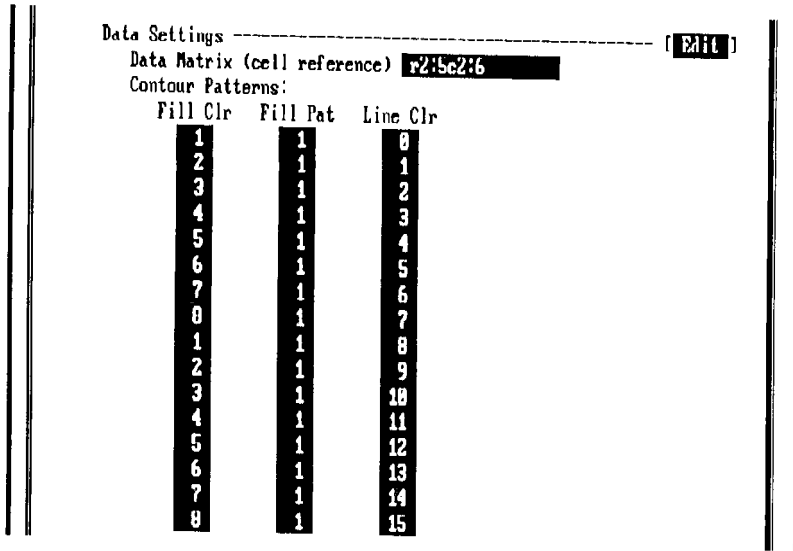 Data Settings ------------------------------------------------ [ Edit ]
Data Matrix (cell reference) r2:5c2:6
Contour Patterns:
Fill Clr Fill Pat Line Clr
1 1 0
2 1 1
3 1 2
4 1 3
5 1 4
6 1 5
7 1 6
8 1 7
1 1 8
2 1 9
3 1 10
4 1 11
5 1 12
6 1 13
7 1 14
8 1 15